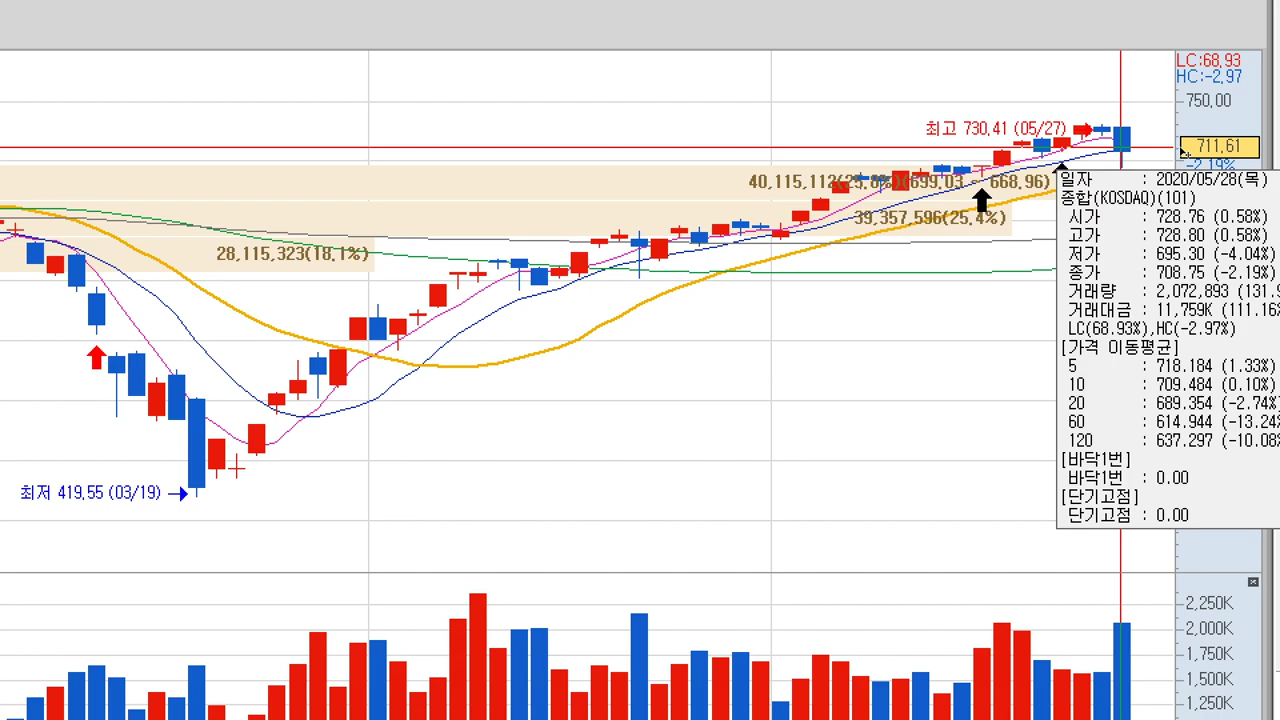 LC:68.93
HC:-2.97
750.00
최고 730.41 (05/27)
711.61
-2.19%
40,115,112(25.8%)(699.03 ~ 668.96)
39,357,596(25.4%)
28,115,323(18.1%)
최저 419.55 (03/19)
일자 : 2020/05/28(목)
종합(KOSDAQ)(101)
시가 : 728.76 (0.58%)
고가 : 728.80 (0.58%)
저가 : 695.30 (-4.04%)
종가 : 708.75 (-2.19%)
거래량 : 2,072,893 (131.9
거래대금 : 11,759K (111.16%
LC(68.93%),HC(-2.97%)
[가격 이동평균]
5 : 718.184 (1.33%)
10 : 709.484 (0.10%)
20 : 689.354 (-2.74%
60 : 614.944 (-13.24%
120 : 637.297 (-10.08%
[바닥1번]
바닥1번 : 0.00
[단기고점]
단기고점 : 0.00
2,250K
2,000K
1,750K
1,500K
1,250K